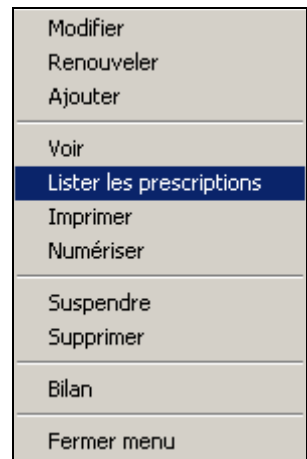 Modifier
Renouveler
Ajouter
Voir
Lister les prescriptions
Imprimer
Numériser
Suspendre
Supprimer
Bilan
Fermer menu